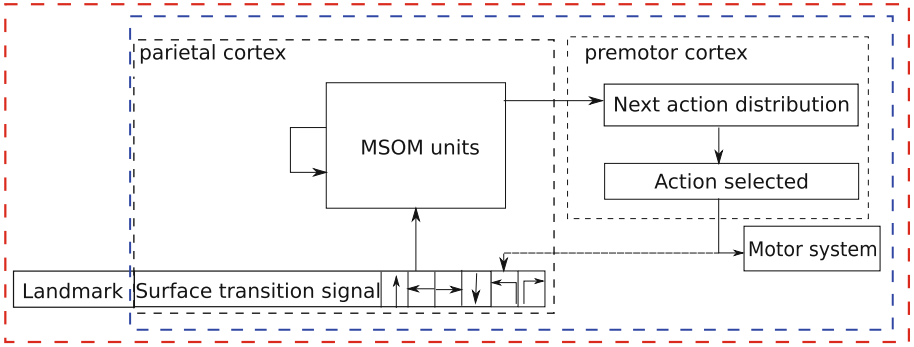 parietal cortex
premotor cortex
Next action distribution
MSOM units
Action selected
Motor system
Landmark
Surface transition signal